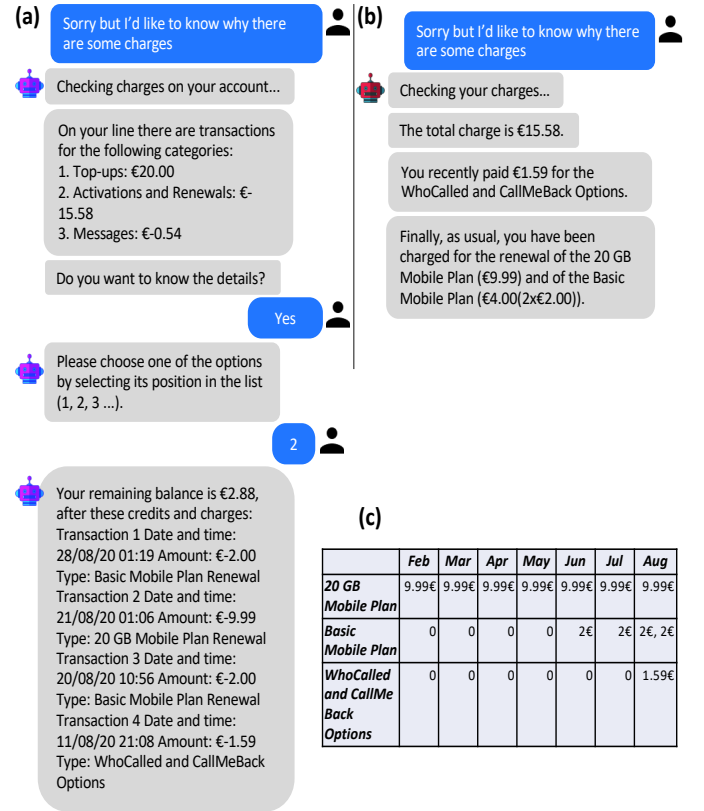 (a)
Sorry but I’d like to know why there
are some charges
Checking charges on your account...
On your line there are transactions
for the following categories:
1. Top-ups: €20.00
2. Activations and Renewals: €-
15.58
3. Messages: €-0.54
Do you want to know the details?
Yes
Please choose one of the options
by selecting its position in the list
(1, 2, 3 ...).
2
Your remaining balance is €2.88,
after these credits and charges:
Transaction 1 Date and time:
28/08/20 01:19 Amount: €-2.00
Type: Basic Mobile Plan Renewal
Transaction 2 Date and time:
21/08/20 01:06 Amount: €-9.99
Type: 20 GB Mobile Plan Renewal
Transaction 3 Date and time:
20/08/20 10:56 Amount: €-2.00
Type: Basic Mobile Plan Renewal
Transaction 4 Date and time:
11/08/20 21:08 Amount: €-1.59
Type: WhoCalled and CallMeBack
Options
(b)
Sorry but I’d like to know why there
are some charges
Checking your charges...
The total charge is €15.58.
You recently paid €1.59 for the
WhoCalled and CallMeBack Options.
Finally, as usual, you have been
charged for the renewal of the 20 GB
Mobile Plan (€9.99) and of the Basic
Mobile Plan (€4.00(2x€2.00)).
(c)
Feb Mar Apr May Jun Jul Aug
20 GB
Mobile Plan
9.99€ 9.99€ 9.99€ 9.99€ 9.99€ 9.99€ 9.99€
Basic
Mobile Plan
0 0 0 0 2€ 2€ 2€, 2€
WhoCalled
and CallMe
Back
Options
0 0 0 0 0 0 1.59€